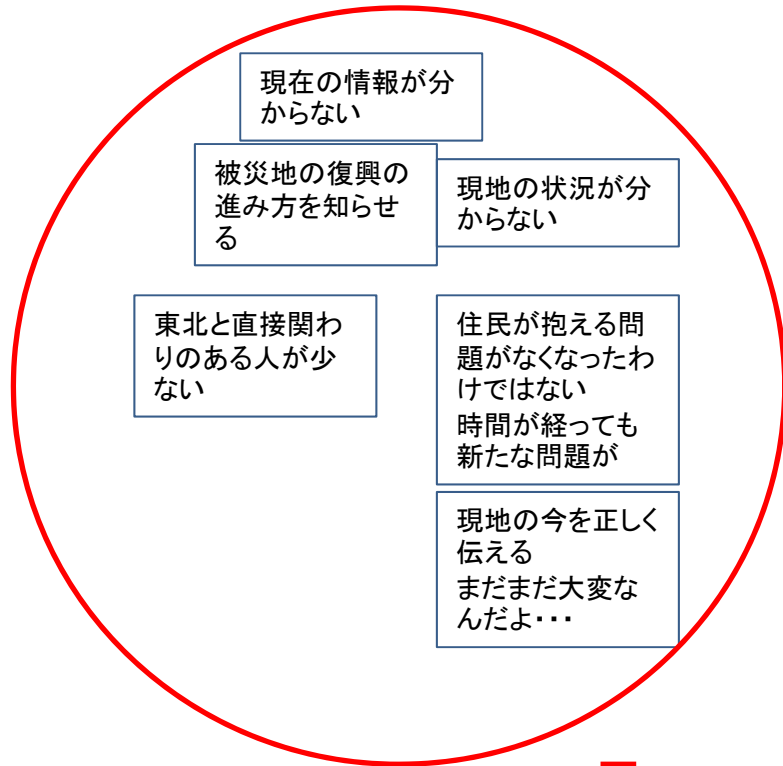 現在の情報が分
からない
被災地の復興の
進み方を知らせ
る
現地の状況が分
からない
東北と直接関わ
りのある人が少
ない
住民が抱える問
題がなくなったわ
けではない
時間が経っても
新たな問題が
現地の今を正しく
伝える
まだまだ大変な
んだよ・・・